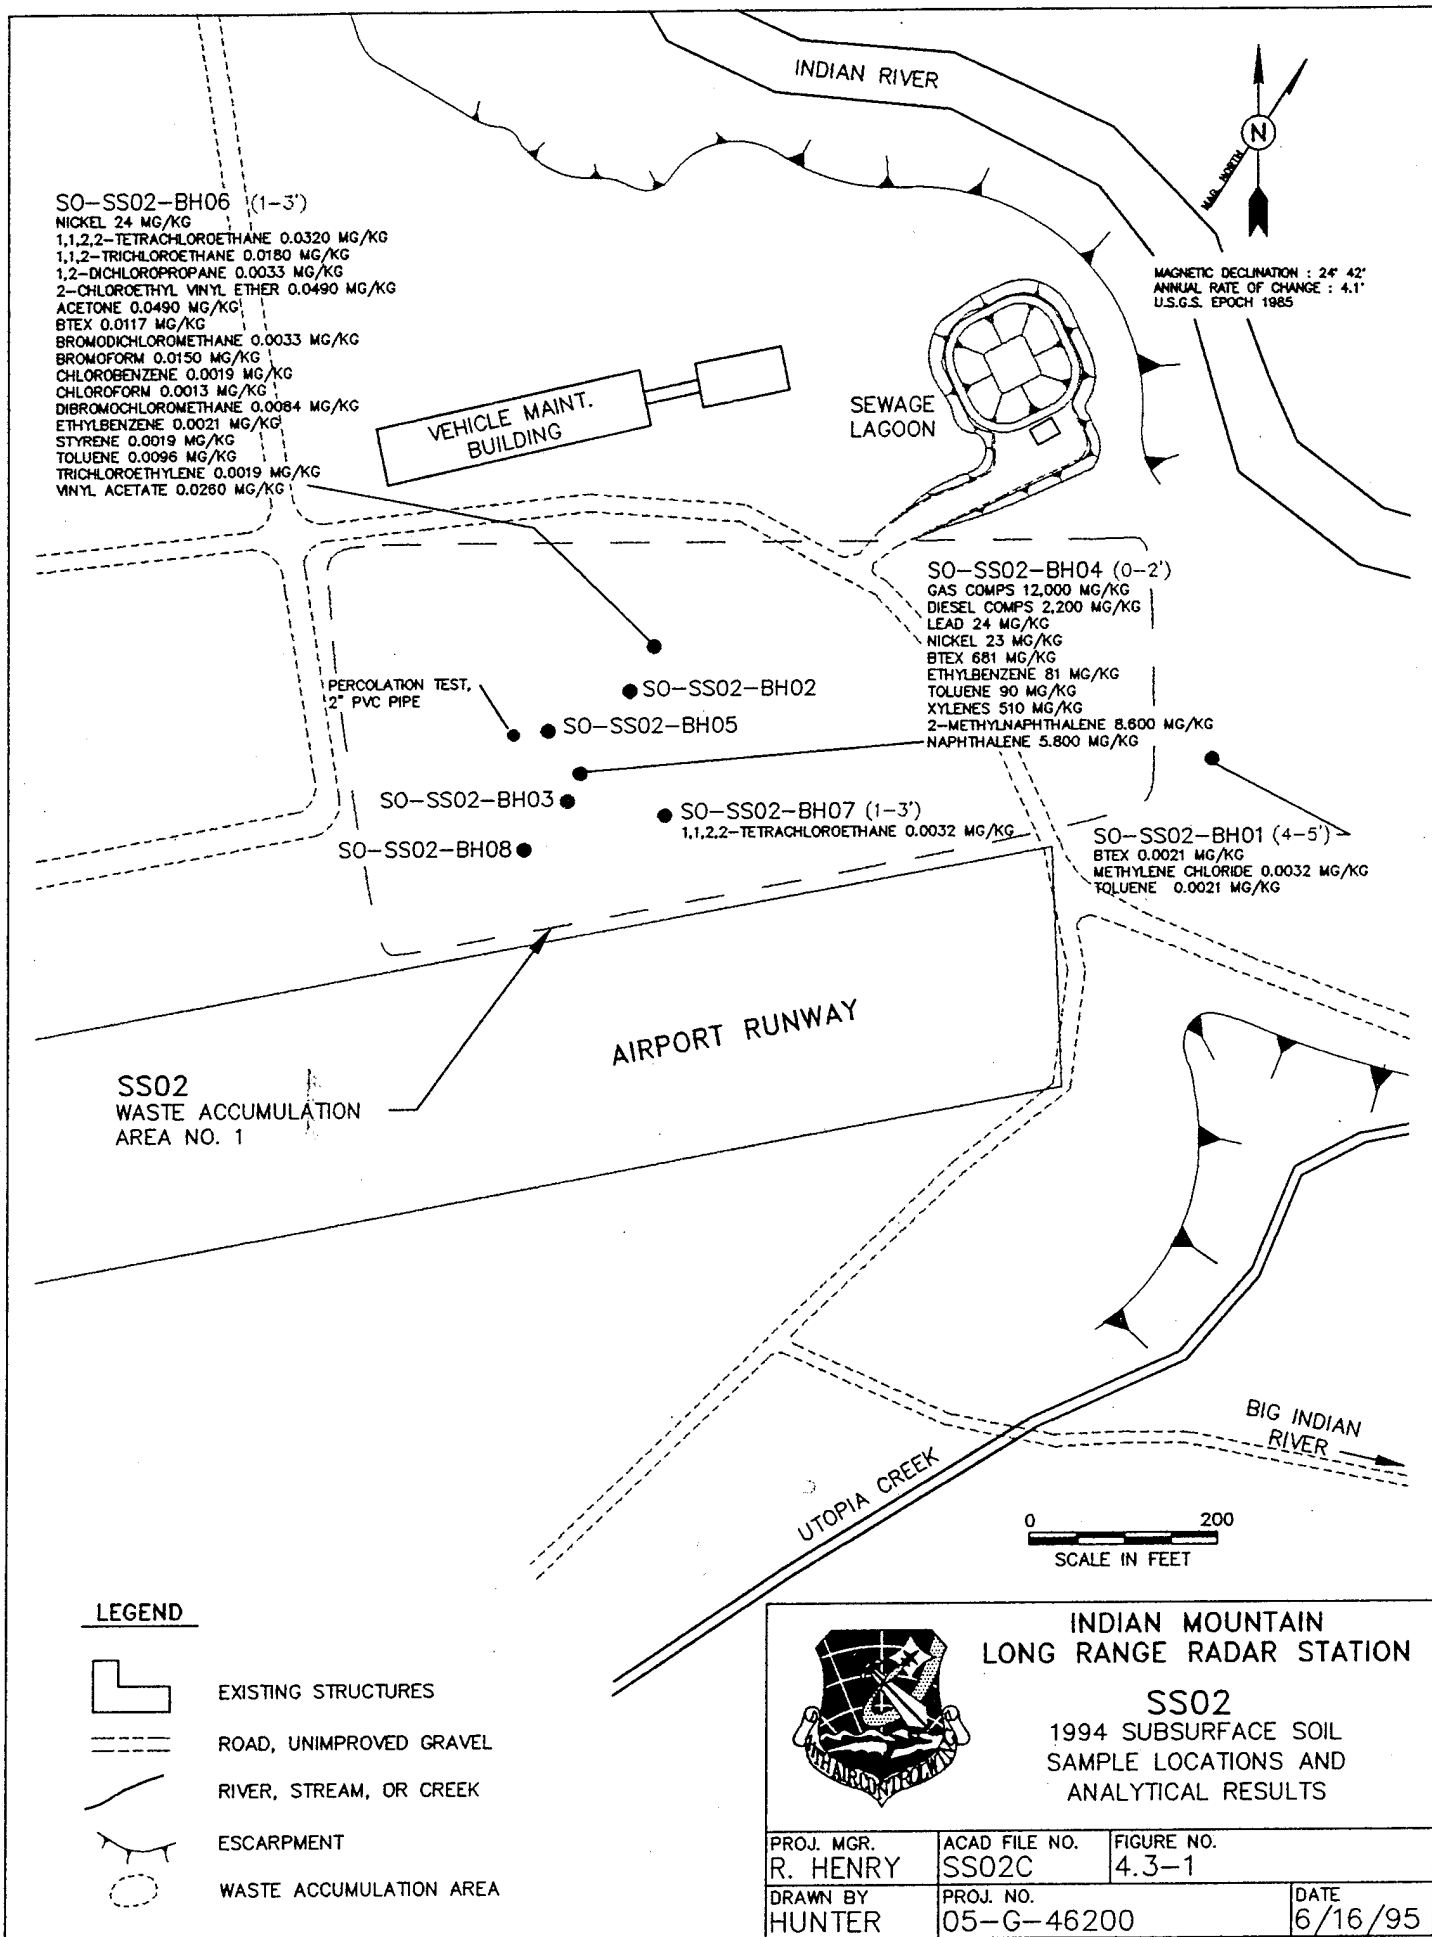 INDIAN RIVER
N
MAG. NORTH
MAGNETIC DECLINATION : 24° 42'
ANNUAL RATE OF CHANGE : 4.1'
U.S.G.S. EPOCH 1985
SO-SS02-BH06 (1-3')
NICKEL 24 MG/KG
1,1,2,2-TETRACHLOROETHANE 0.0320 MG/KG
1,1,2-TRICHLOROETHANE 0.0180 MG/KG
1,2-DICHLOROPROPANE 0.0033 MG/KG
2-CHLOROETHYL VINYL ETHER 0.0490 MG/KG
ACETONE 0.0490 MG/KG
BTEX 0.0117 MG/KG
BROMODICHLOROMETHANE 0.0033 MG/KG
BROMOFORM 0.0150 MG/KG
CHLOROBENZENE 0.0019 MG/KG
CHLOROFORM 0.0013 MG/KG
DIBROMOCHLOROMETHANE 0.0084 MG/KG
ETHYLBENZENE 0.0021 MG/KG
STYRENE 0.0019 MG/KG
TOLUENE 0.0096 MG/KG
TRICHLOROETHYLENE 0.0019 MG/KG
VINYL ACETATE 0.0260 MG/KG
VEHICLE MAINT.
BUILDING
SEWAGE
LAGOON
SO-SS02-BH04 (0-2')
GAS COMPS 12,000 MG/KG
DIESEL COMPS 2,200 MG/KG
LEAD 24 MG/KG
NICKEL 23 MG/KG
BTEX 681 MG/KG
ETHYLBENZENE 81 MG/KG
TOLUENE 90 MG/KG
XYLENES 510 MG/KG
2-METHYLNAPHTHALENE 8.600 MG/KG
NAPHTHALENE 5.800 MG/KG
PERCOLATION TEST,
2" PVC PIPE
SO-SS02-BH02
SO-SS02-BH05
SO-SS02-BH03
SO-SS02-BH07 (1-3')
1,1,2,2-TETRACHLOROETHANE 0.0032 MG/KG
SO-SS02-BH08
SO-SS02-BH01 (4-5')
BTEX 0.0021 MG/KG
METHYLENE CHLORIDE 0.0032 MG/KG
TOLUENE 0.0021 MG/KG
AIRPORT RUNWAY
SS02
WASTE ACCUMULATION
AREA NO. 1
BIG INDIAN
RIVER
UTOPIA CREEK
0 200
SCALE IN FEET
LEGEND
EXISTING STRUCTURES
ROAD, UNIMPROVED GRAVEL
RIVER, STREAM, OR CREEK
ESCARPMENT
WASTE ACCUMULATION AREA
INDIAN MOUNTAIN
LONG RANGE RADAR STATION
SS02
1994 SUBSURFACE SOIL
SAMPLE LOCATIONS AND
ANALYTICAL RESULTS
AIR CONTROL WING
PROJ. MGR.
R. HENRY
ACAD FILE NO.
SS02C
FIGURE NO.
4.3-1
DRAWN BY
HUNTER
PROJ. NO.
05-G-46200
DATE
6/16/95